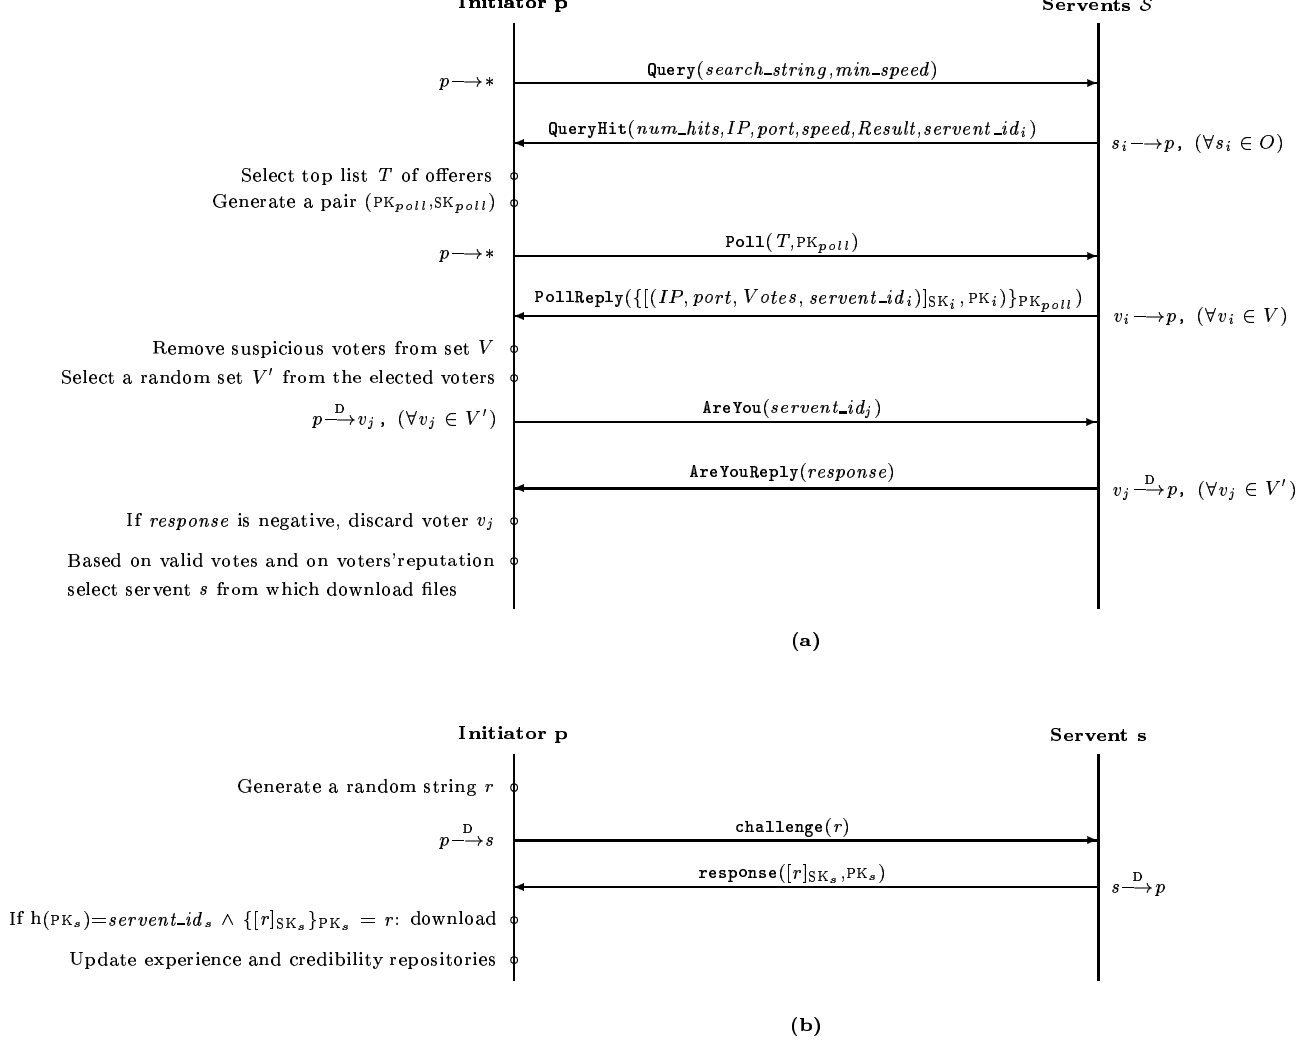 Initiator p Servents 𝒮
Query(search_string,min_speed)
p⟶*
QueryHit(num_hits,IP,port,speed,Result,servent_id_i)
s_i⟶p, (∀s_i ∈ O)
Select top list T of offerers
Generate a pair (PK_poll,SK_poll)
Poll(T,PK_poll)
p⟶*
PollReply({[(IP, port, Votes, servent_id_i)]_SK_i, PK_i)}_PK_poll)
v_i⟶p, (∀v_i ∈ V)
Remove suspicious voters from set V
Select a random set V′ from the elected voters
AreYou(servent_id_j)
p—D→v_j, (∀v_j ∈ V′)
AreYouReply(response)
v_j—D→p, (∀v_j ∈ V′)
If response is negative, discard voter v_j
Based on valid votes and on voters'reputation
select servent s from which download files
(a)
Initiator p Servent s
Generate a random string r
challenge(r)
p—D→s
response([r]_SK_s,PK_s)
s—D→p
If h(PK_s)=servent_id_s ∧ {[r]_SK_s}_PK_s = r: download
Update experience and credibility repositories
(b)